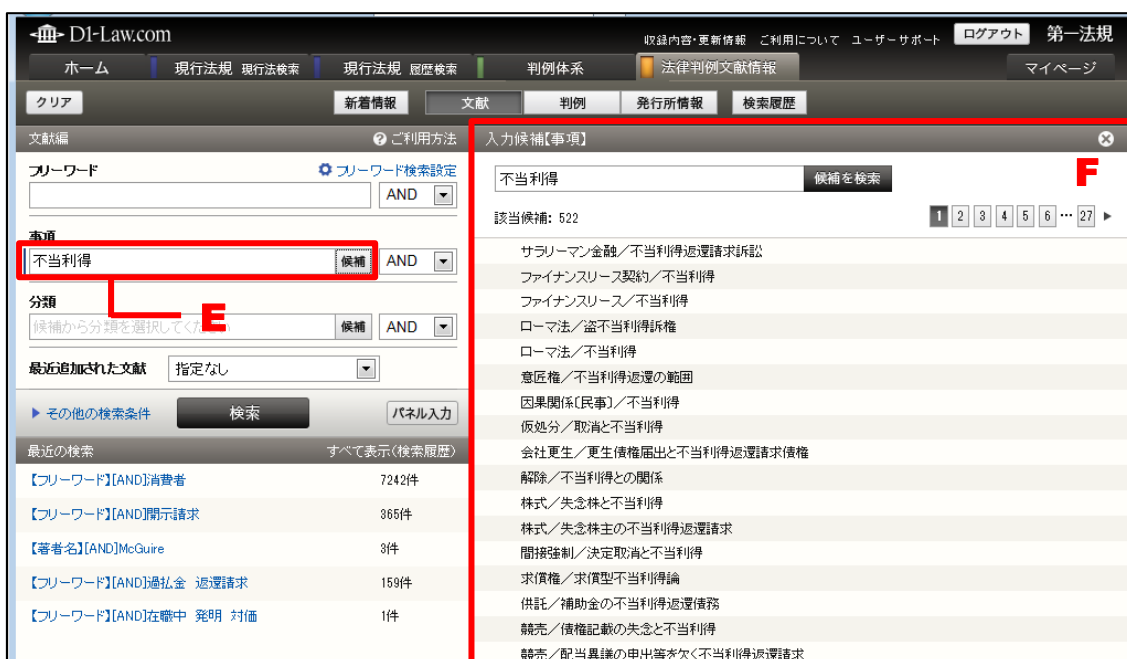 D1-Law.com
収録内容・更新情報 ご利用について ユーザーサポート ログアウト 第一法規
ホーム 現行法規 現行法検索 現行法規 履歴検索 判例体系 法律判例文献情報 マイページ
クリア 新着情報 文献 判例 発行所情報 検索履歴
文献編 ? ご利用方法
フリーワード フリーワード検索設定
AND
事項
不当利得 候補 AND
E
分類
候補から分類を選択してください 候補 AND
最近追加された文献 指定なし
その他の検索条件 検索 パネル入力
最近の検索 すべて表示(検索履歴)
【フリーワード】[AND]消費者 7242件
【フリーワード】[AND]開示請求 365件
【著者名】[AND]McGuire 3件
【フリーワード】[AND]過払金 返還請求 159件
【フリーワード】[AND]在職中 発明 対価 1件
入力候補【事項】
F
不当利得 候補を検索
該当候補: 522 1 2 3 4 5 6 … 27
サラリーマン金融／不当利得返還請求訴訟
ファイナンスリース契約／不当利得
ファイナンスリース／不当利得
ローマ法／盗不当利得訴権
ローマ法／不当利得
意匠権／不当利得返還の範囲
因果関係〔民事〕／不当利得
仮処分／取消と不当利得
会社更生／更生債権届出と不当利得返還請求債権
解除／不当利得との関係
株式／失念株と不当利得
株式／失念株主の不当利得返還請求
間接強制／決定取消と不当利得
求償権／求償型不当利得論
供託／補助金の不当利得返還債務
競売／債権記載の失念と不当利得
競売／配当異議の申出等を欠く不当利得返還請求